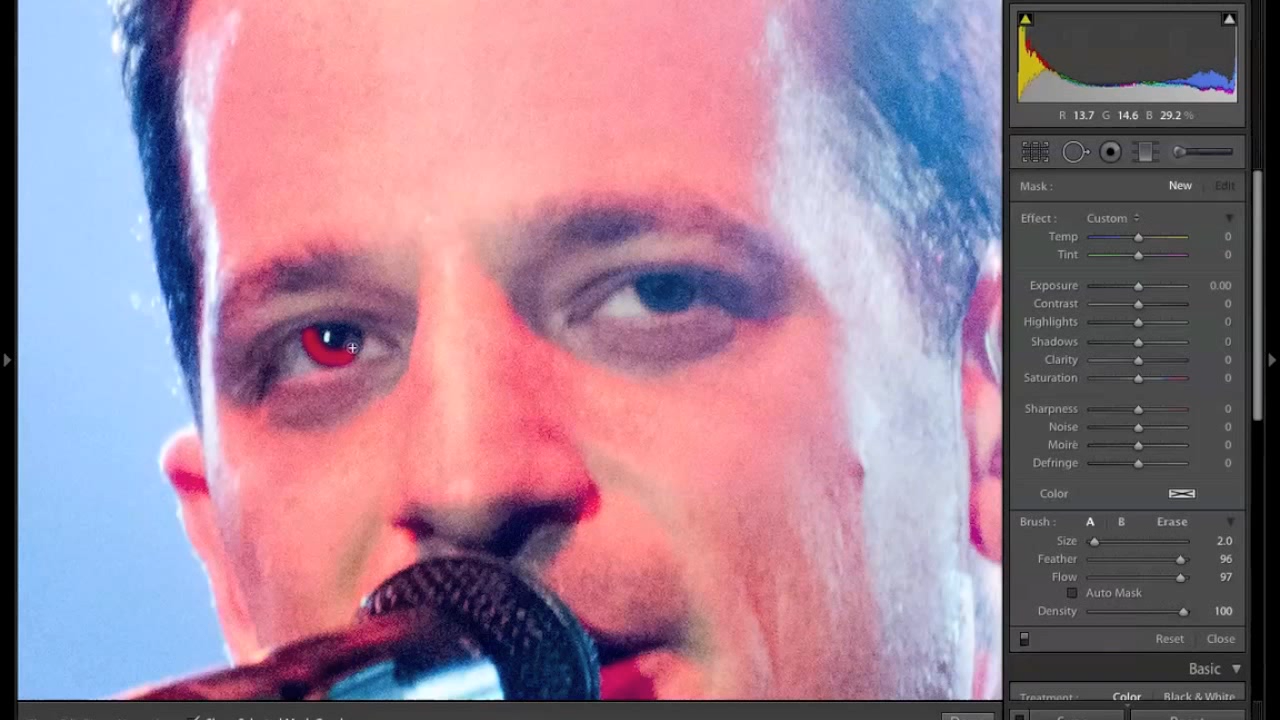 R 13.7 G 14.6 B 29.2 %
Mask : New Edit
Effect : Custom
Temp 0
Tint 0
Exposure 0.00
Contrast 0
Highlights 0
Shadows 0
Clarity 0
Saturation 0
Sharpness 0
Noise 0
Moiré 0
Defringe 0
Color
Brush : A B Erase
Size 2.0
Feather 96
Flow 97
Auto Mask
Density 100
Reset Close
Basic
Treatment : Color Black & White